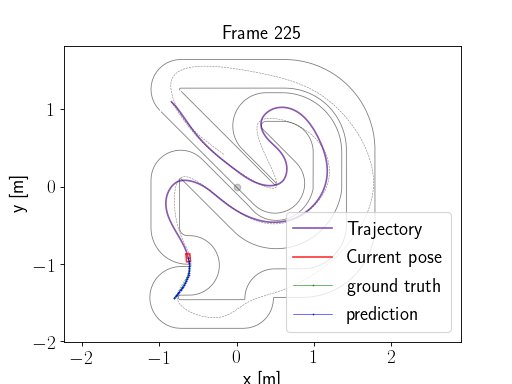 Frame 225
y [m]
1
0
−1
−2
Trajectory
Current pose
ground truth
prediction
−2 −1 0 1 2
x [m]